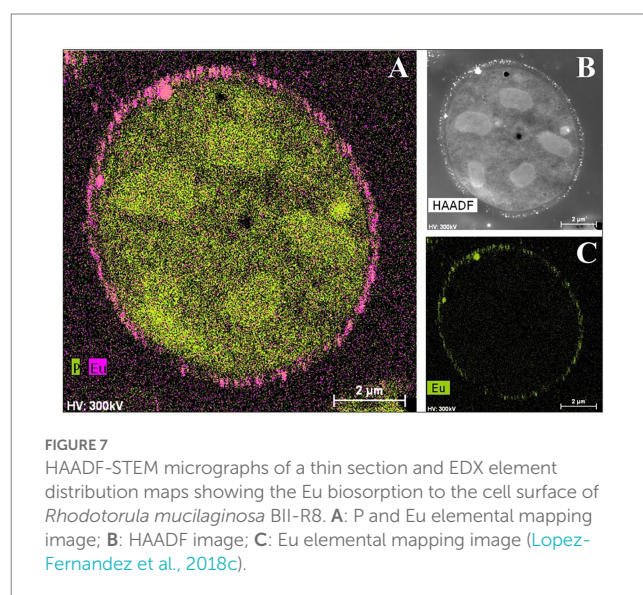 A
P Eu
2 µm
HV: 300kV
B
HAADF
2 µm
HV: 300kV
C
Eu
2 µm
HV: 300kV
FIGURE 7
HAADF-STEM micrographs of a thin section and EDX element
distribution maps showing the Eu biosorption to the cell surface of
Rhodotorula mucilaginosa BII-R8. A: P and Eu elemental mapping
image; B: HAADF image; C: Eu elemental mapping image (Lopez-
Fernandez et al., 2018c).